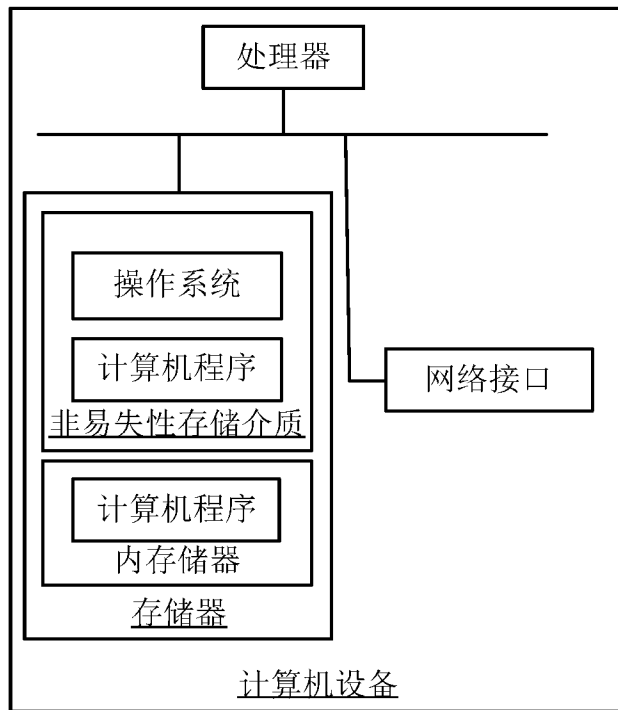 处理器
操作系统
计算机程序
非易失性存储介质
网络接口
计算机程序
内存储器
存储器
计算机设备